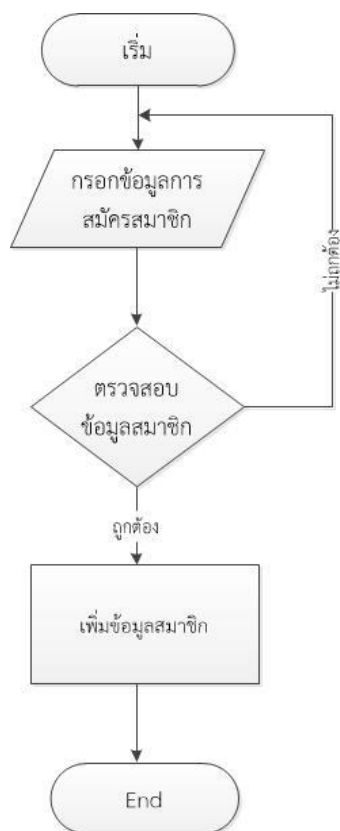 เริ่ม
กรอกข้อมูลการ
สมัครสมาชิก
ไม่ถูกต้อง
ตรวจสอบ
ข้อมูลสมาชิก
ถูกต้อง
เพิ่มข้อมูลสมาชิก
End